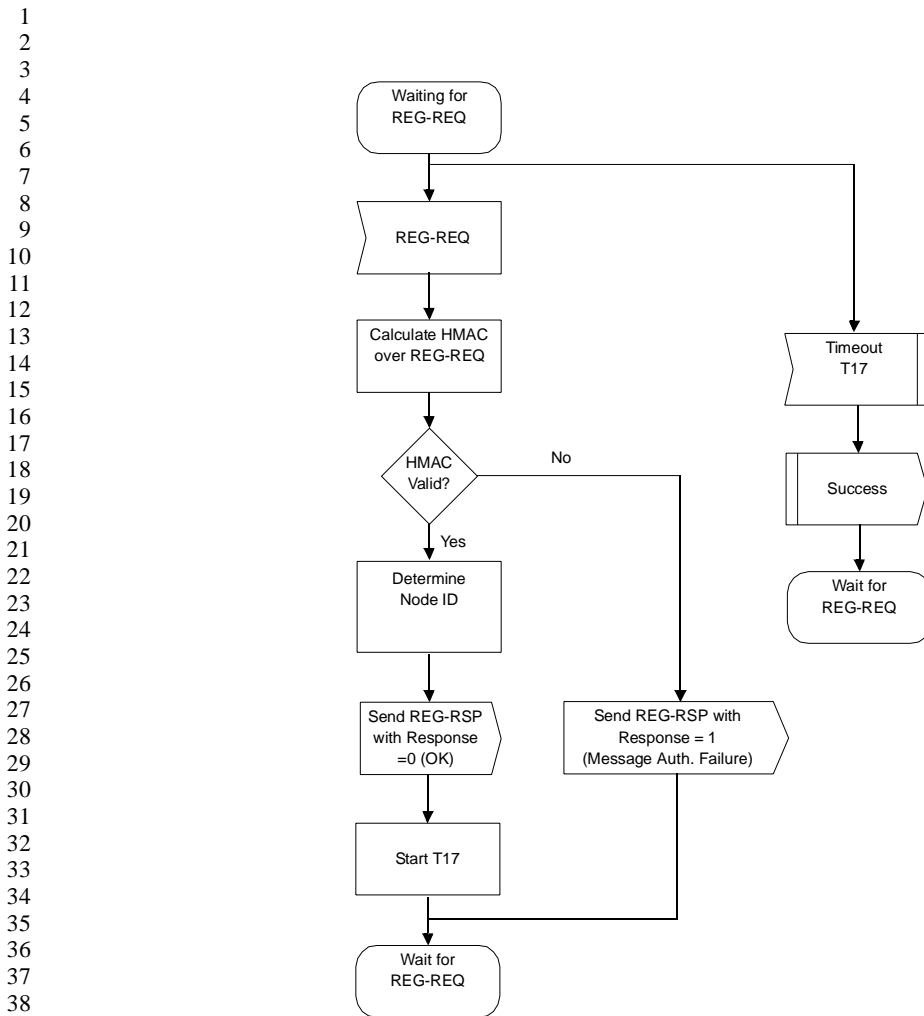 1
2
3
4
5
6
7
8
9
10
11
12
13
14
15
16
17
18
19
20
21
22
23
24
25
26
27
28
29
30
31
32
33
34
35
36
37
38
Waiting for
REG-REQ
REG-REQ
Calculate HMAC
over REG-REQ
HMAC
Valid?
No
Yes
Determine
Node ID
Send REG-RSP
with Response
=0 (OK)
Send REG-RSP with
Response = 1
(Message Auth. Failure)
Start T17
Wait for
REG-REQ
Timeout
T17
Success
Wait for
REG-REQ